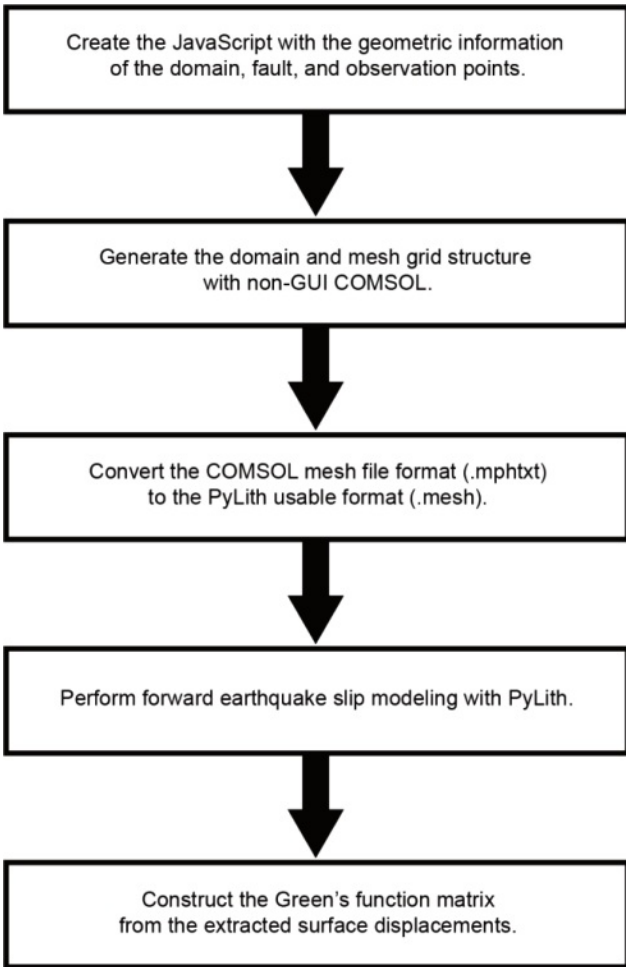 Create the JavaScript with the geometric information
of the domain, fault, and observation points.
Generate the domain and mesh grid structure
with non-GUI COMSOL.
Convert the COMSOL mesh file format (.mphtxt)
to the PyLith usable format (.mesh).
Perform forward earthquake slip modeling with PyLith.
Construct the Green's function matrix
from the extracted surface displacements.